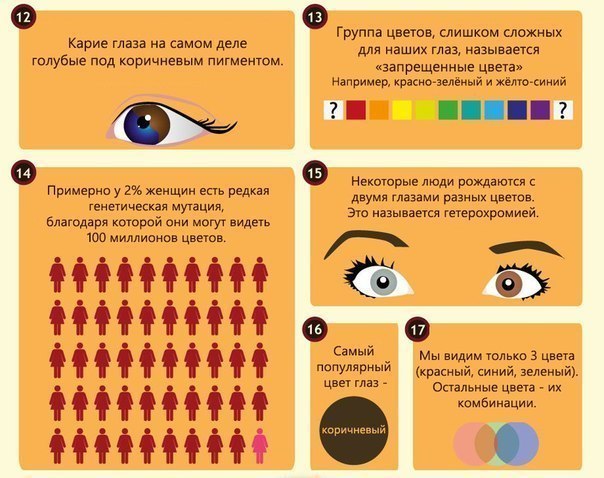 12
Карие глаза на самом деле
голубые под коричневым пигментом.
13
Группа цветов, слишком сложных
для наших глаз, называется
«запрещенные цвета»
Например, красно-зелёный и жёлто-синий
? ?
14
Примерно у 2% женщин есть редкая
генетическая мутация,
благодаря которой они могут видеть
100 миллионов цветов.
15
Некоторые люди рождаются с
двумя глазами разных цветов.
Это называется гетерохромией.
16
Самый
популярный
цвет глаз -
коричневый
17
Мы видим только 3 цвета
(красный, синий, зеленый).
Остальные цвета - их
комбинации.